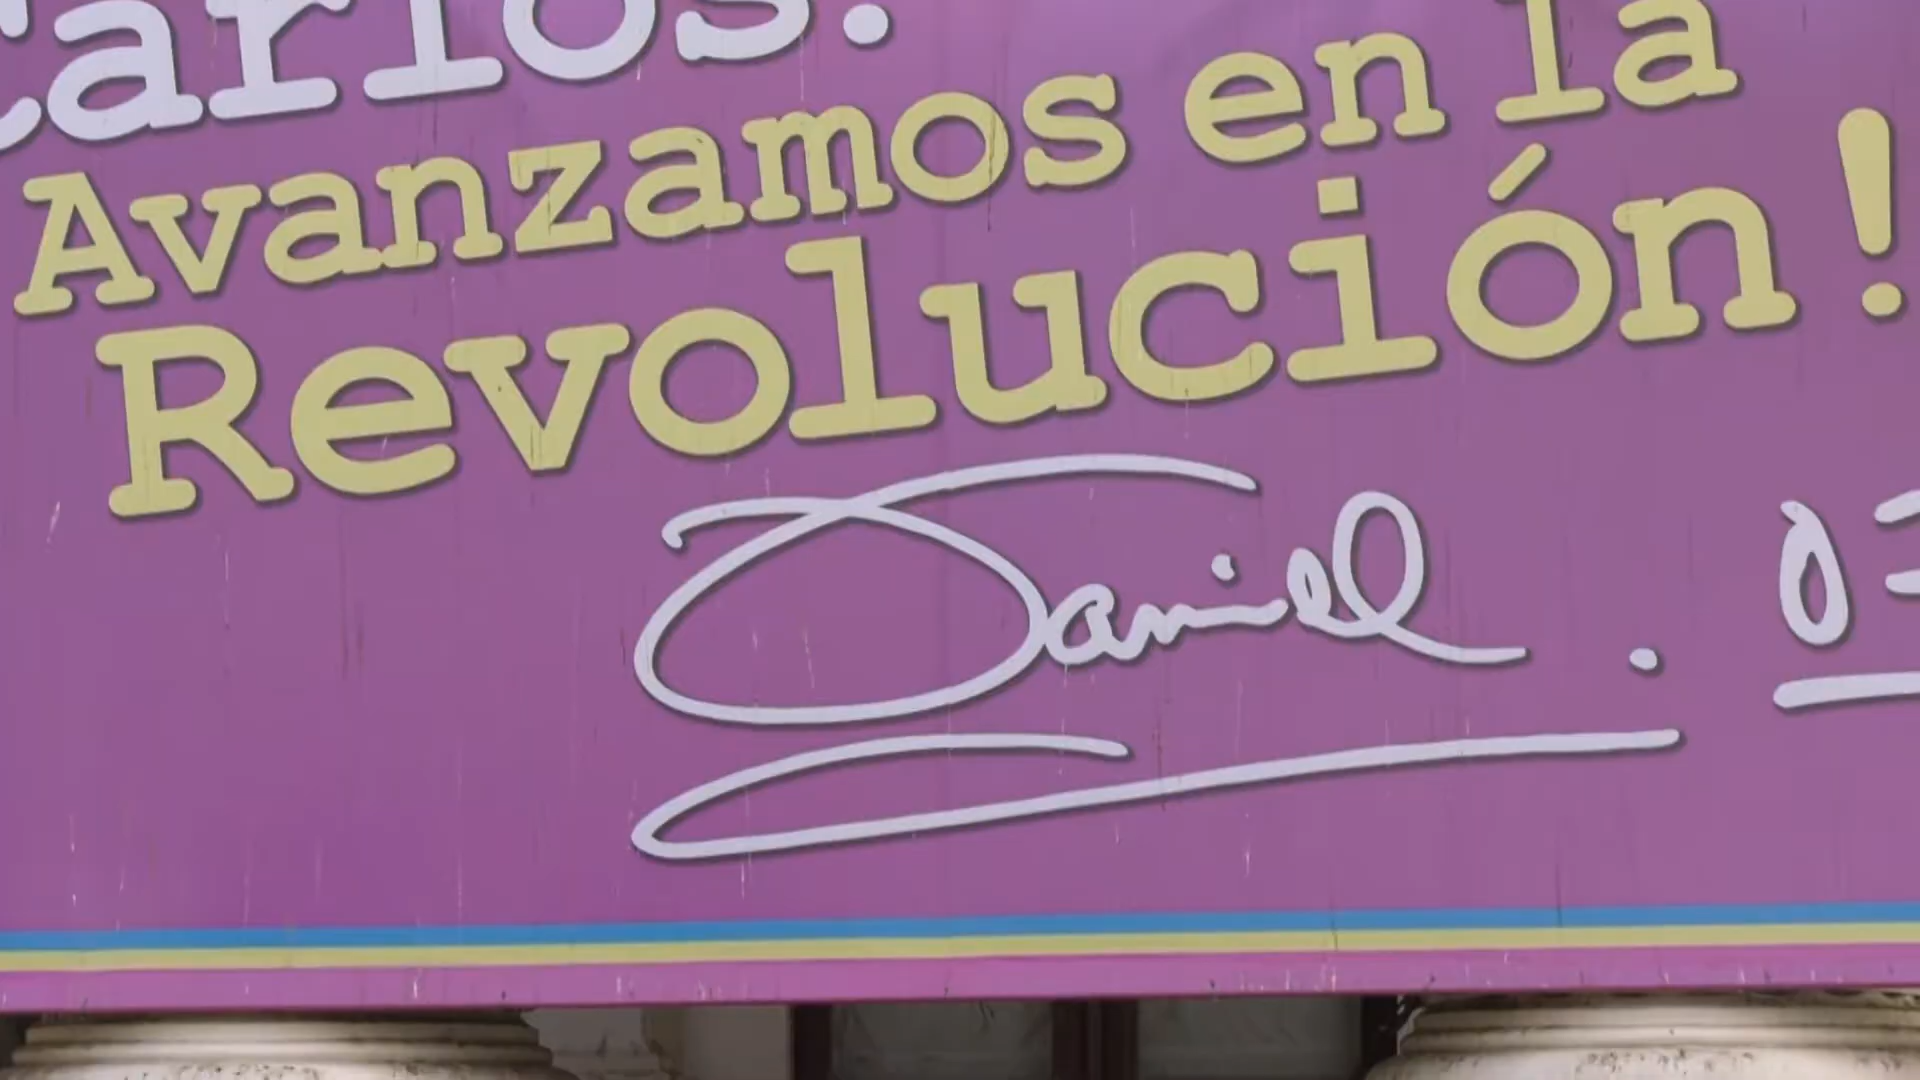 Carlos.
Avanzamos en la
Revolución!
Daniel.